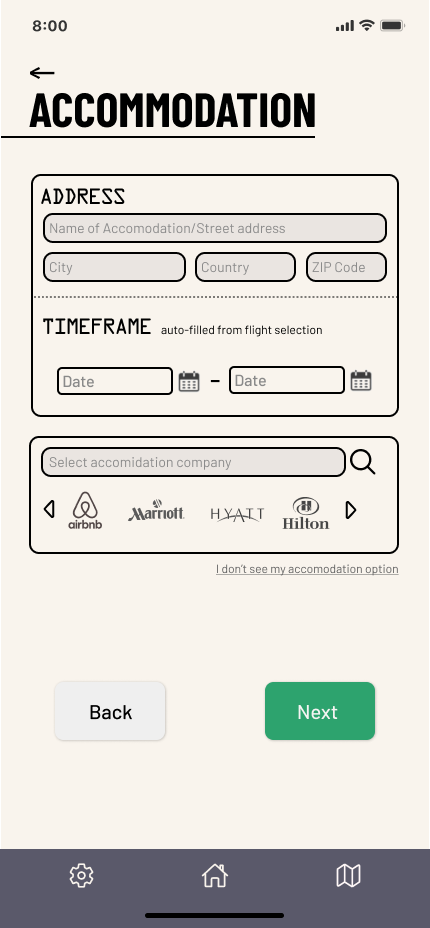 8:00
ACCOMMODATION
ADDRESS
Name of Accomodation/Street address
City Country ZIP Code
TIMEFRAME auto-filled from flight selection
Date – Date
Select accomidation company
airbnb Marriott HYATT Hilton
I don't see my accomodation option
Back Next